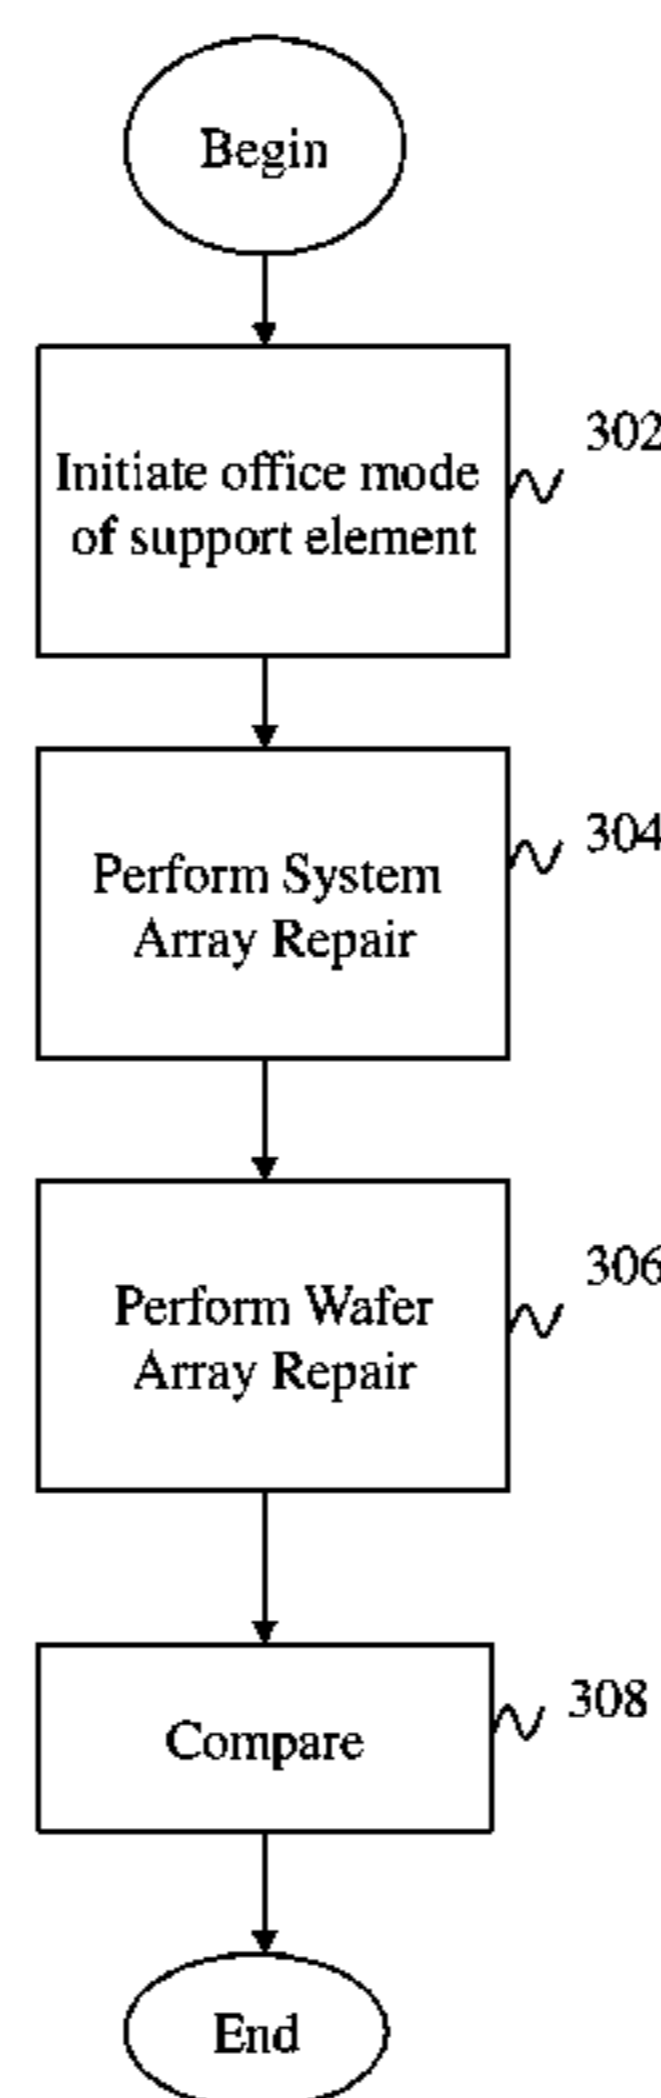 Begin
302
Initiate office mode
of support element
304
Perform System
Array Repair
306
Perform Wafer
Array Repair
308
Compare
End